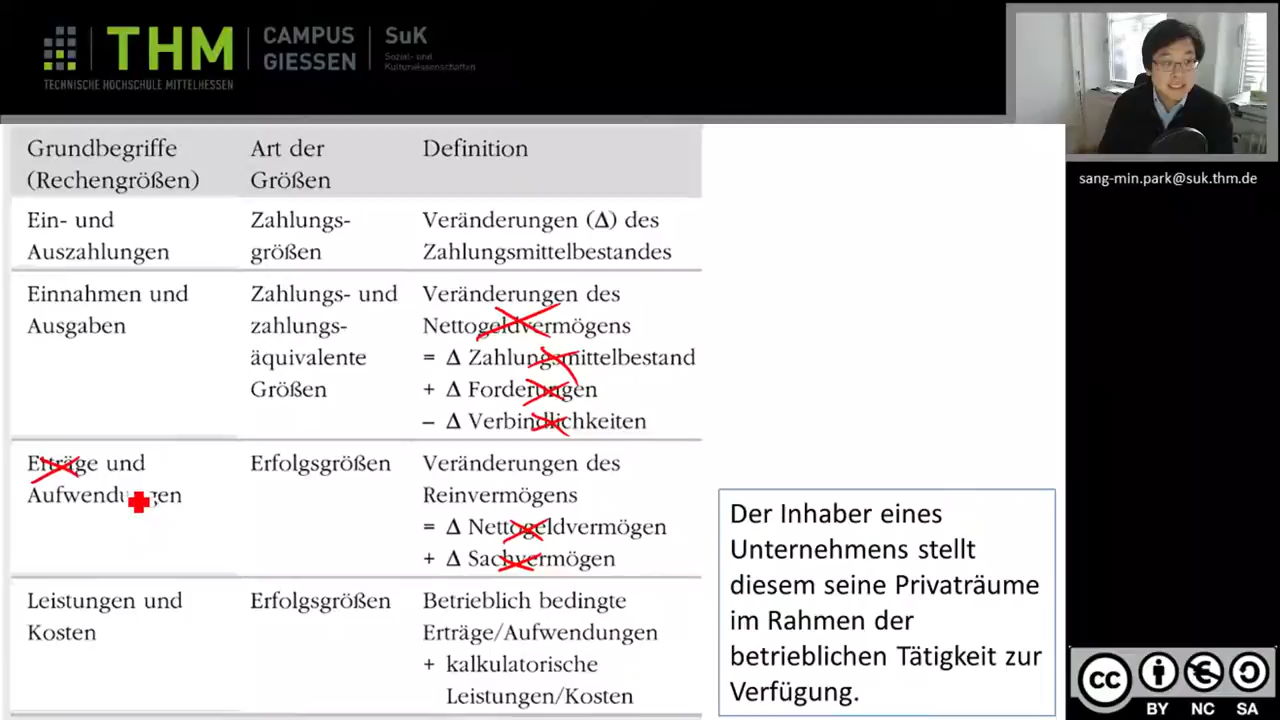 THM
CAMPUS
GIESSEN
SuK
Sozial- und
Kulturwissenschaften
TECHNISCHE HOCHSCHULE MITTELHESSEN
sang-min.park@suk.thm.de
Grundbegriffe
(Rechengrößen)
Art der
Größen
Definition
Ein- und
Auszahlungen
Zahlungs-
größen
Veränderungen (Δ) des
Zahlungsmittelbestandes
Einnahmen und
Ausgaben
Zahlungs- und
zahlungs-
äquivalente
Größen
Veränderungen des
Nettogeldvermögens
= Δ Zahlungsmittelbestand
+ Δ Forderungen
– Δ Verbindlichkeiten
Erträge und
Aufwendungen
Erfolgsgrößen
Veränderungen des
Reinvermögens
= Δ Nettogeldvermögen
+ Δ Sachvermögen
Leistungen und
Kosten
Erfolgsgrößen
Betrieblich bedingte
Erträge/Aufwendungen
+ kalkulatorische
Leistungen/Kosten
Der Inhaber eines
Unternehmens stellt
diesem seine Privaträume
im Rahmen der
betrieblichen Tätigkeit zur
Verfügung.
cc
BY NC SA